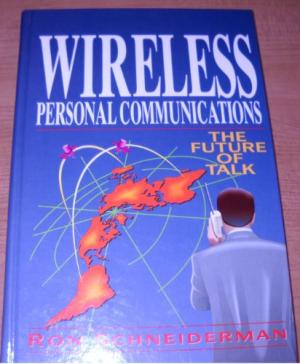 WIRELESS
PERSONAL COMMUNICATIONS
THE
FUTURE
OF
TALK
RON SCHNEIDERMAN